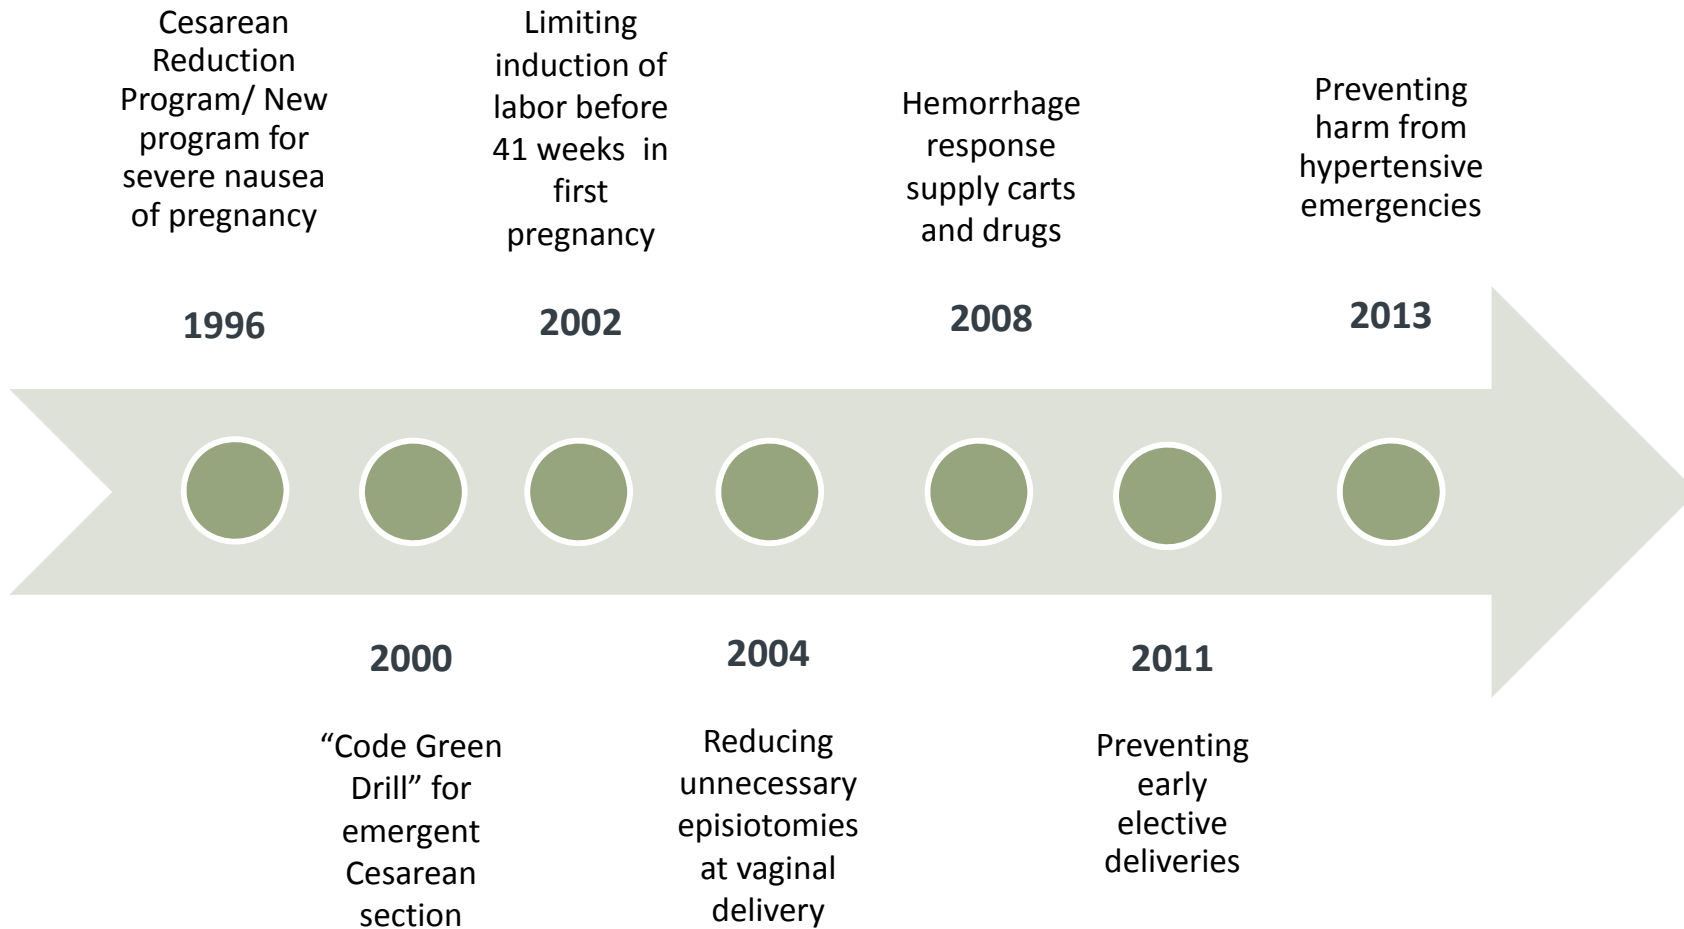 Cesarean
Reduction
Program/ New
program for
severe nausea
of pregnancy
1996
Limiting
induction of
labor before
41 weeks  in
first
pregnancy
2002
Hemorrhage
response
supply carts
and drugs
2008
Preventing
harm from
hypertensive
emergencies
2013
2000
“Code Green
Drill” for
emergent
Cesarean
section
2004
Reducing
unnecessary
episiotomies
at vaginal
delivery
2011
Preventing
early
elective
deliveries